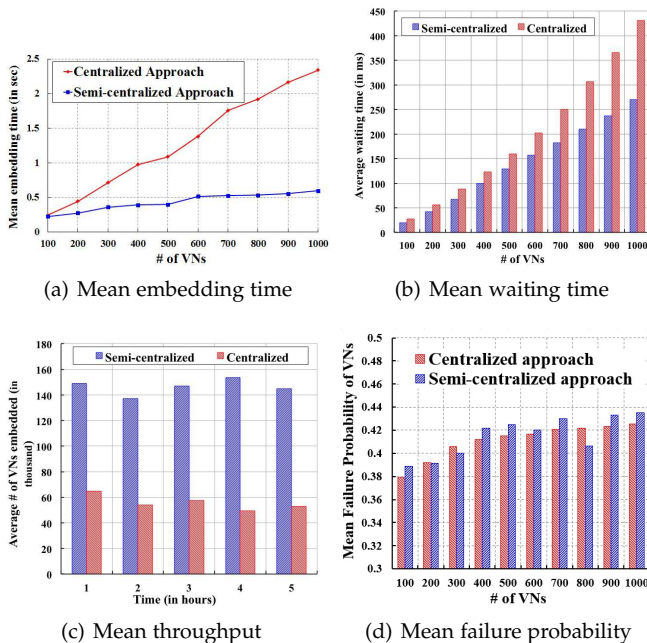 2.5
2
1.5
1
0.5
0
Mean embedding time (in sec)
Centralized Approach
Semi-centralized Approach
100 200 300 400 500 600 700 800 900 1000
# of VNs
(a) Mean embedding time
450
400
350
300
250
200
150
100
50
0
Average waiting time (in ms)
Semi-centralized Centralized
100 200 300 400 500 600 700 800 900 1000
# of VNs
(b) Mean waiting time
180
160
140
120
100
80
60
40
20
0
Average # of VNs embedded (in
thousand)
Semi-centralized Centralized
1 2 3 4 5
Time (in hours)
(c) Mean throughput
0.5
0.48
0.46
0.44
0.42
0.4
0.38
0.36
0.34
0.32
0.3
Mean Failure Probability of VNs
Centralized approach
Semi-centralized approach
100 200 300 400 500 600 700 800 900 1000
# of VNs
(d) Mean failure probability